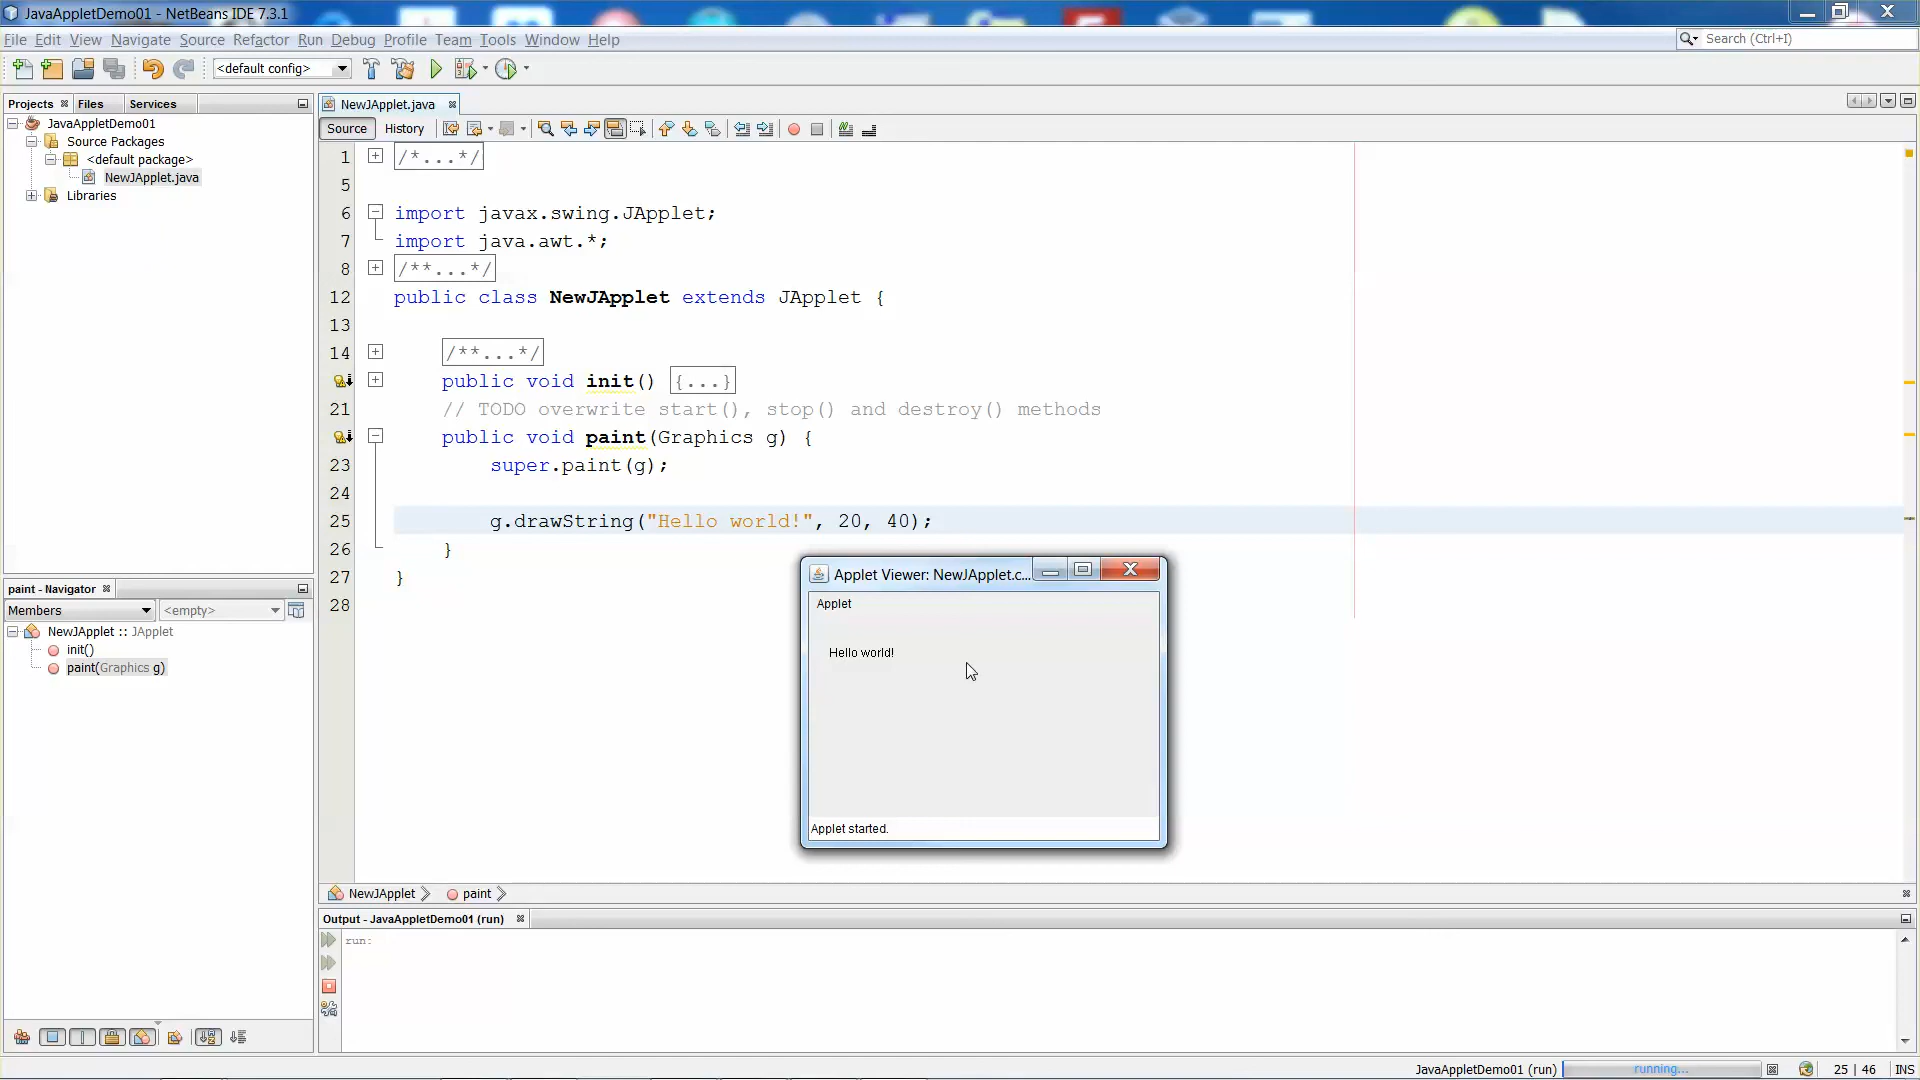 JavaAppletDemo01 - NetBeans IDE 7.3.1
File Edit View Navigate Source Refactor Run Debug Profile Team Tools Window Help
Search (Ctrl+I)
<default config>
Projects Files Services
JavaAppletDemo01
Source Packages
<default package>
NewJApplet.java
Libraries
NewJApplet.java
Source History
1 /*...*/
5
6 import javax.swing.JApplet;
7 import java.awt.*;
8 /**...*/
12 public class NewJApplet extends JApplet {
13
14 /**...*/
public void init() {...}
21 // TODO overwrite start(), stop() and destroy() methods
public void paint(Graphics g) {
23 super.paint(g);
24
25 g.drawString("Hello world!", 20, 40);
26 }
27 }
28
paint - Navigator
Members <empty>
NewJApplet :: JApplet
init()
paint(Graphics g)
Applet Viewer: NewJApplet.c...
Applet
Hello world!
Applet started.
NewJApplet paint
Output - JavaAppletDemo01 (run)
run:
JavaAppletDemo01 (run) running... 25 | 46 INS